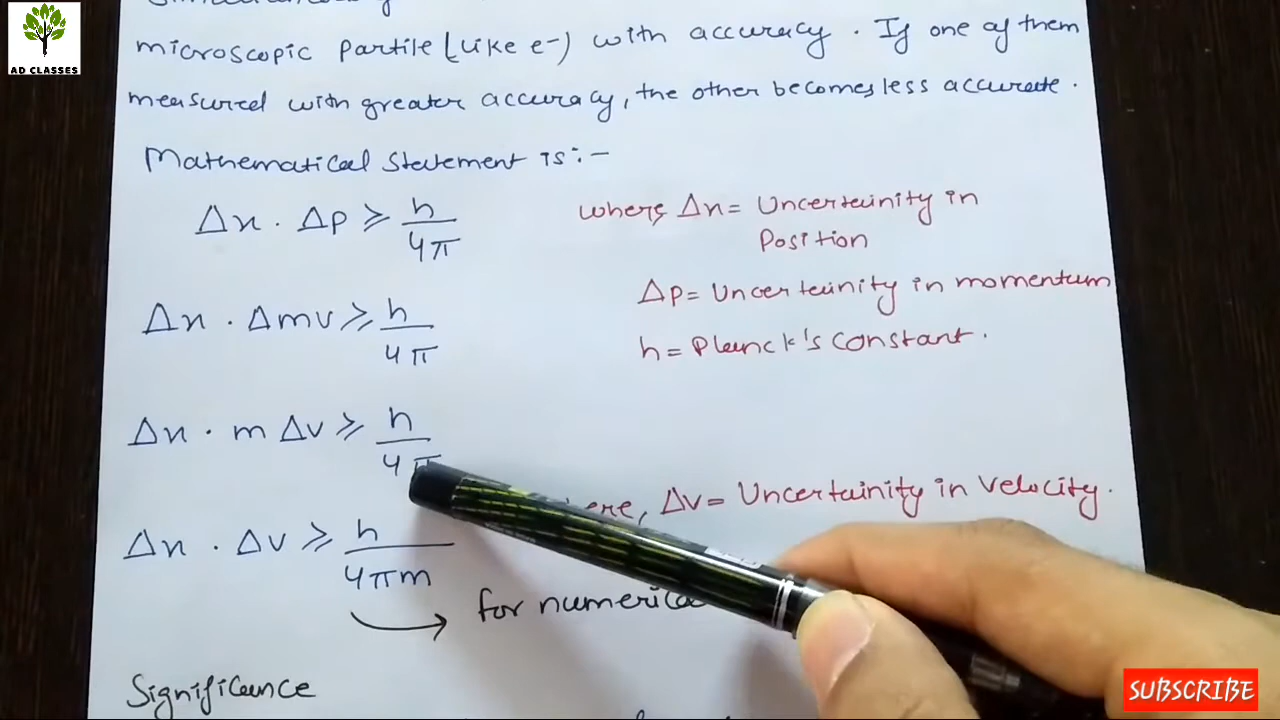 AD CLASSES
microscopic partile (Like e-) with accuracy. If one of them
measured with greater accuracy, the other becomes less accurate.
Mathematical Statement is:-
Δx · Δp ≥ h/4π
where, Δx = Uncertainity in
Position
Δp = Uncertainity in momentum
Δx · Δmv ≥ h/4π
h = Planck's Constant.
Δx · m Δv ≥ h/4π
Δv = Uncertainity in velocity.
Δx · Δv ≥ h/4πm
for
Significance
SUBSCRIBE